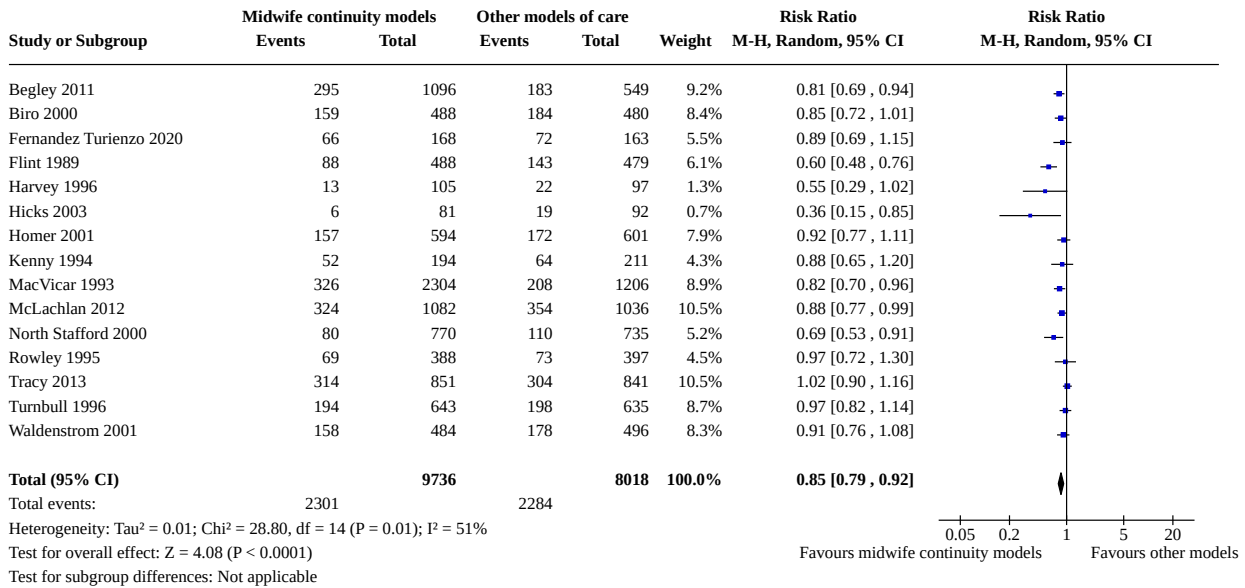 Midwife continuity models Other models of care Risk Ratio Risk Ratio
Study or Subgroup Events Total Events Total Weight M-H, Random, 95% CI M-H, Random, 95% CI
Begley 2011 295 1096 183 549 9.2% 0.81 [0.69 , 0.94]
Biro 2000 159 488 184 480 8.4% 0.85 [0.72 , 1.01]
Fernandez Turienzo 2020 66 168 72 163 5.5% 0.89 [0.69 , 1.15]
Flint 1989 88 488 143 479 6.1% 0.60 [0.48 , 0.76]
Harvey 1996 13 105 22 97 1.3% 0.55 [0.29 , 1.02]
Hicks 2003 6 81 19 92 0.7% 0.36 [0.15 , 0.85]
Homer 2001 157 594 172 601 7.9% 0.92 [0.77 , 1.11]
Kenny 1994 52 194 64 211 4.3% 0.88 [0.65 , 1.20]
MacVicar 1993 326 2304 208 1206 8.9% 0.82 [0.70 , 0.96]
McLachlan 2012 324 1082 354 1036 10.5% 0.88 [0.77 , 0.99]
North Stafford 2000 80 770 110 735 5.2% 0.69 [0.53 , 0.91]
Rowley 1995 69 388 73 397 4.5% 0.97 [0.72 , 1.30]
Tracy 2013 314 851 304 841 10.5% 1.02 [0.90 , 1.16]
Turnbull 1996 194 643 198 635 8.7% 0.97 [0.82 , 1.14]
Waldenstrom 2001 158 484 178 496 8.3% 0.91 [0.76 , 1.08]
Total (95% CI) 9736 8018 100.0% 0.85 [0.79 , 0.92]
Total events: 2301 2284
Heterogeneity: Tau² = 0.01; Chi² = 28.80, df = 14 (P = 0.01); I² = 51%
0.05 0.2 1 5 20
Test for overall effect: Z = 4.08 (P < 0.0001) Favours midwife continuity models Favours other models
Test for subgroup differences: Not applicable